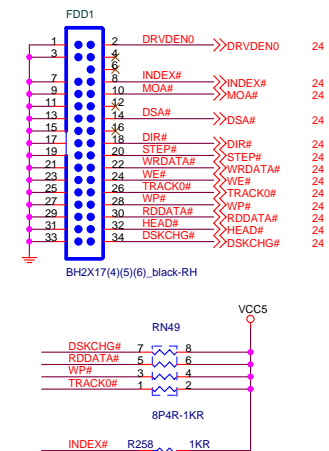 FDD1
1 2 DRVDEN0 DRVDEN0 24
3 4
6
7 8 INDEX# INDEX# 24
9 10 MOA# MOA# 24
11 12
13 14 DSA# DSA# 24
15 16
17 18 DIR# DIR# 24
19 20 STEP# STEP# 24
21 22 WRDATA# WRDATA# 24
23 24 WE# WE# 24
25 26 TRACK0# TRACK0# 24
27 28 WP# WP# 24
29 30 RDDATA# RDDATA# 24
31 32 HEAD# HEAD# 24
33 34 DSKCHG# DSKCHG# 24
BH2X17(4)(5)(6)_black-RH
VCC5
RN49
DSKCHG# 7 8
RDDATA# 5 6
WP# 3 4
TRACK0# 1 2
8P4R-1KR
INDEX# R258 1KR